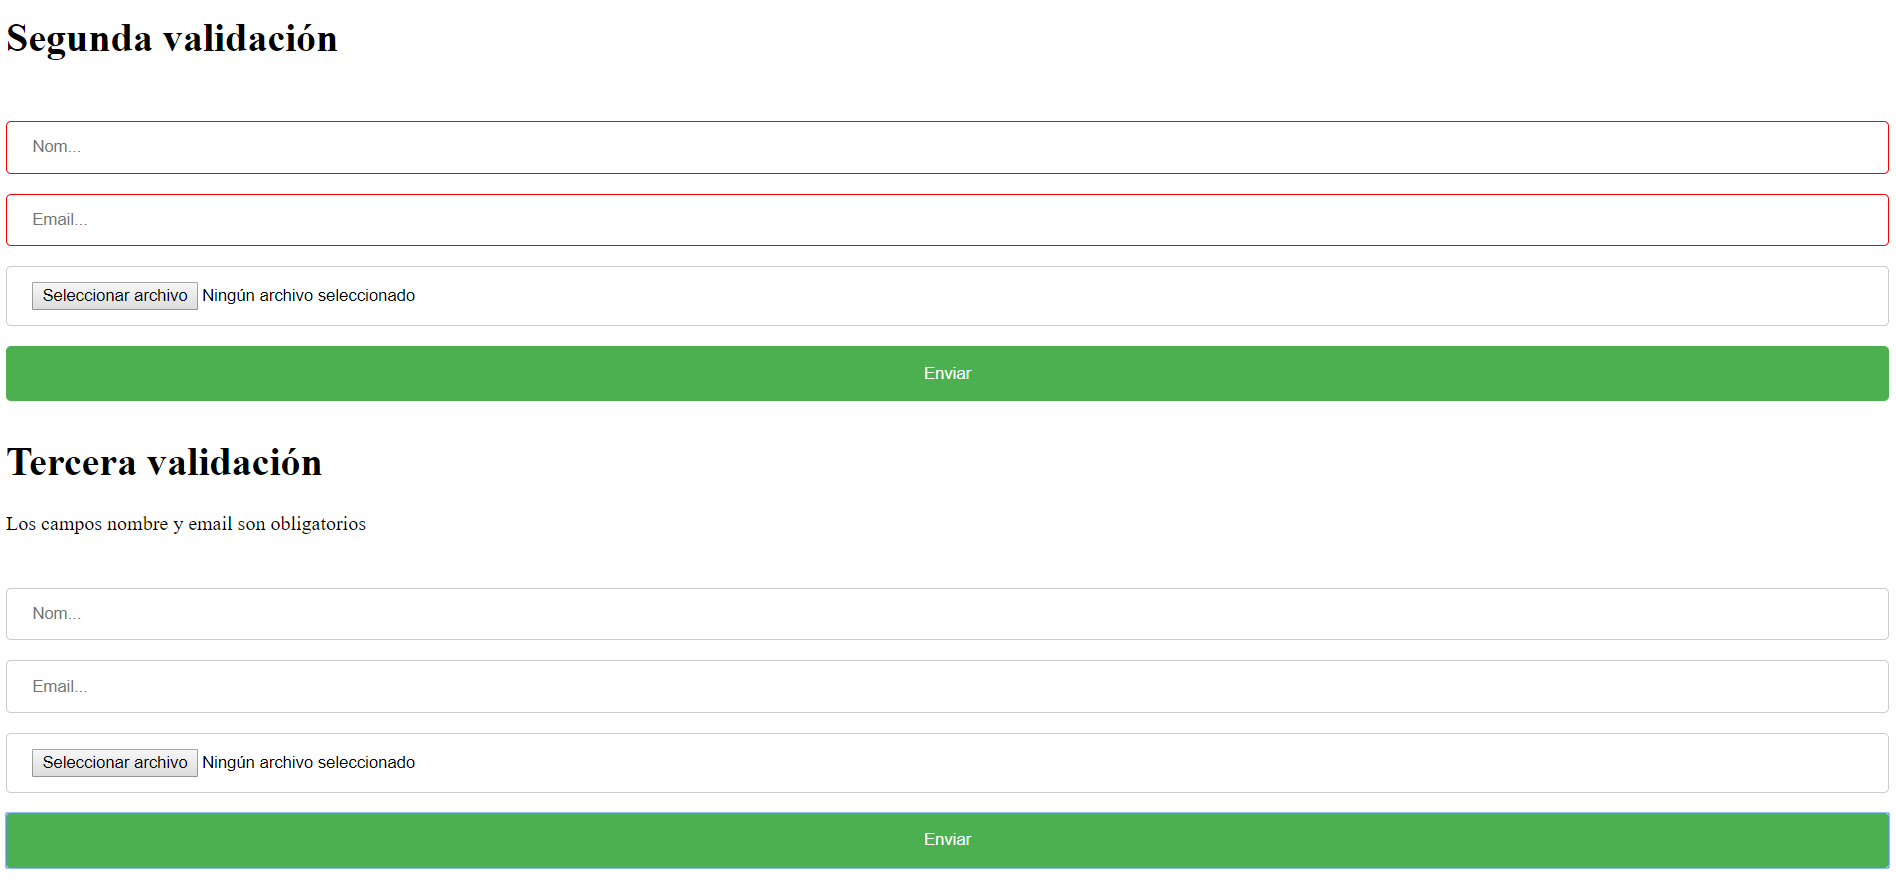 Segunda validación
Nom...
Email...
Seleccionar archivo Ningún archivo seleccionado
Enviar
Tercera validación
Los campos nombre y email son obligatorios
Nom...
Email...
Seleccionar archivo Ningún archivo seleccionado
Enviar